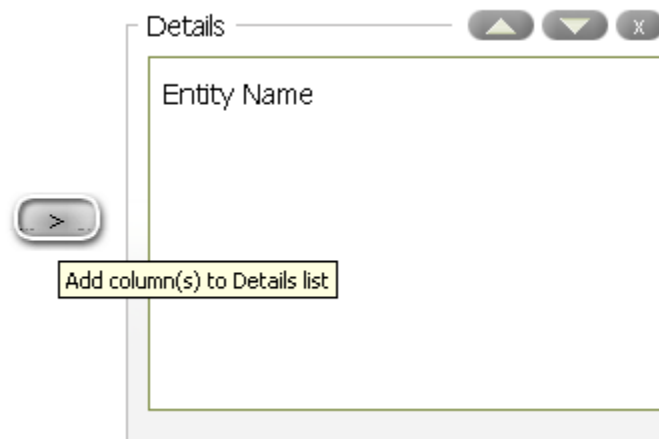 Details
x
Entity Name
>
Add column(s) to Details list